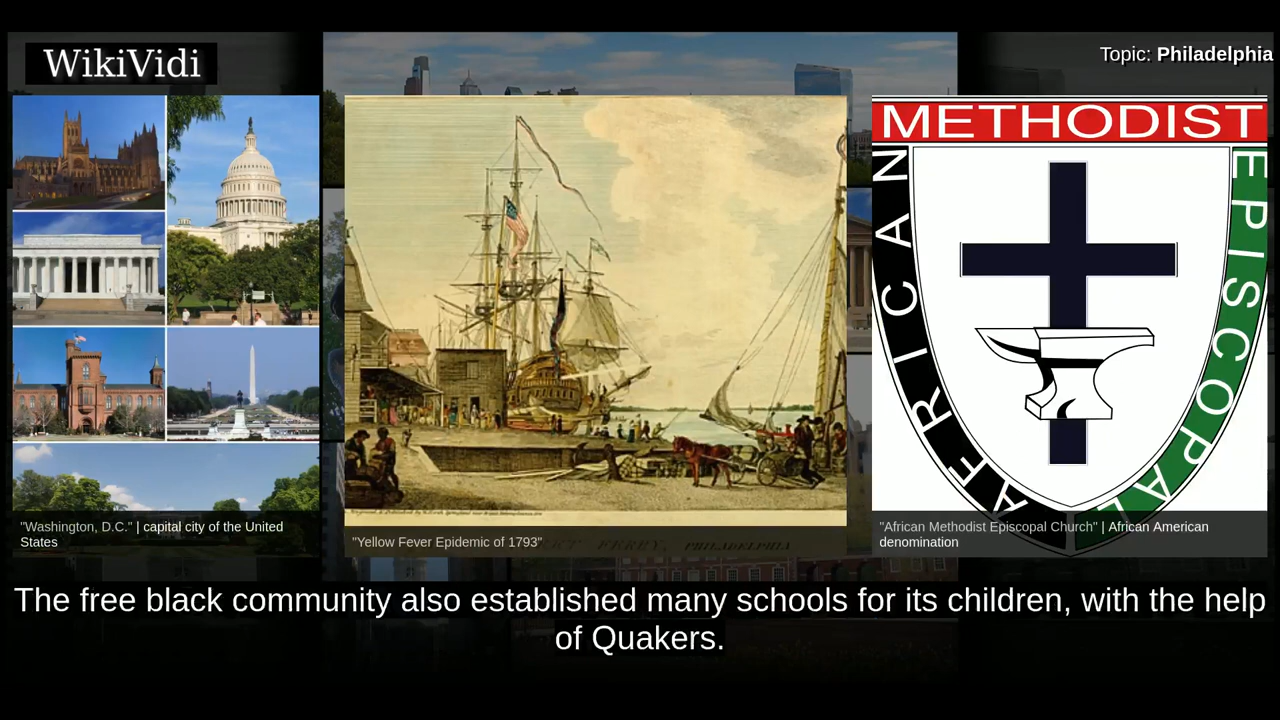 WikiVidi
Topic: Philadelphia
METHODIST
AFRICAN
EPISCOPAL
"Washington, D.C." | capital city of the United
States
"Yellow Fever Epidemic of 1793"
FERRY, PHILADELPHIA
"African Methodist Episcopal Church" | African American
denomination
The free black community also established many schools for its children, with the help
of Quakers.